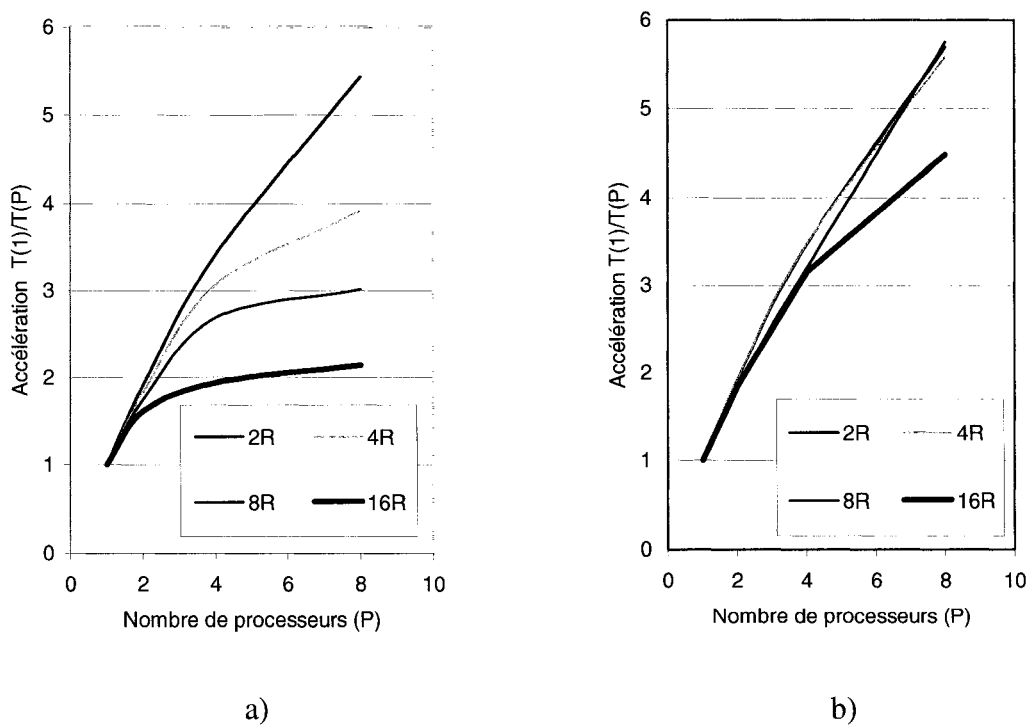 6
5
4
3
2
1
0
Accélération T(1)/T(P)
2R 4R
8R 16R
0 2 4 6 8 10
Nombre de processeurs (P)
a)
6
5
4
3
2
1
0
Accélération T(1)/T(P)
2R 4R
8R 16R
0 2 4 6 8 10
Nombre de processeurs (P)
b)